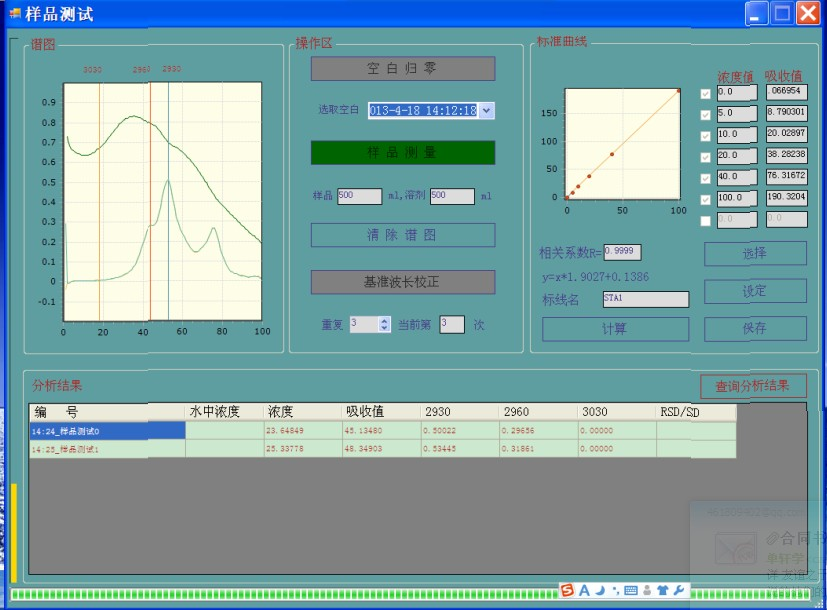 样品测试
谱图
3030 2960 2930
0.9
0.8
0.7
0.6
0.5
0.4
0.3
0.2
0.1
0
-0.1
0 20 40 60 80 100
操作区
空白归零
选取空白 013-4-18 14:12:18
样品测量
样品 500 ml,溶剂 500 ml
清除谱图
基准波长校正
重复 3 当前第 3 次
标准曲线
150
100
50
0
0 50 100
浓度值 吸收值
0.0 .066954
5.0 8.790301
10.0 20.02897
20.0 38.28238
40.0 76.31672
100.0 190.3204
0.0 0.0
相关系数R= 0.9999
y=x*1.9027+0.1386
标线名 STA1
计算
选择
设定
保存
分析结果
查询分析结果
编 号 水中浓度 浓度 吸收值 2930 2960 3030 RSD/SD
14:24_样品测试0 23.64849 45.13480 0.50022 0.29656 0.00000
14:25_样品测试1 25.33778 48.34903 0.53445 0.31861 0.00000
合同书